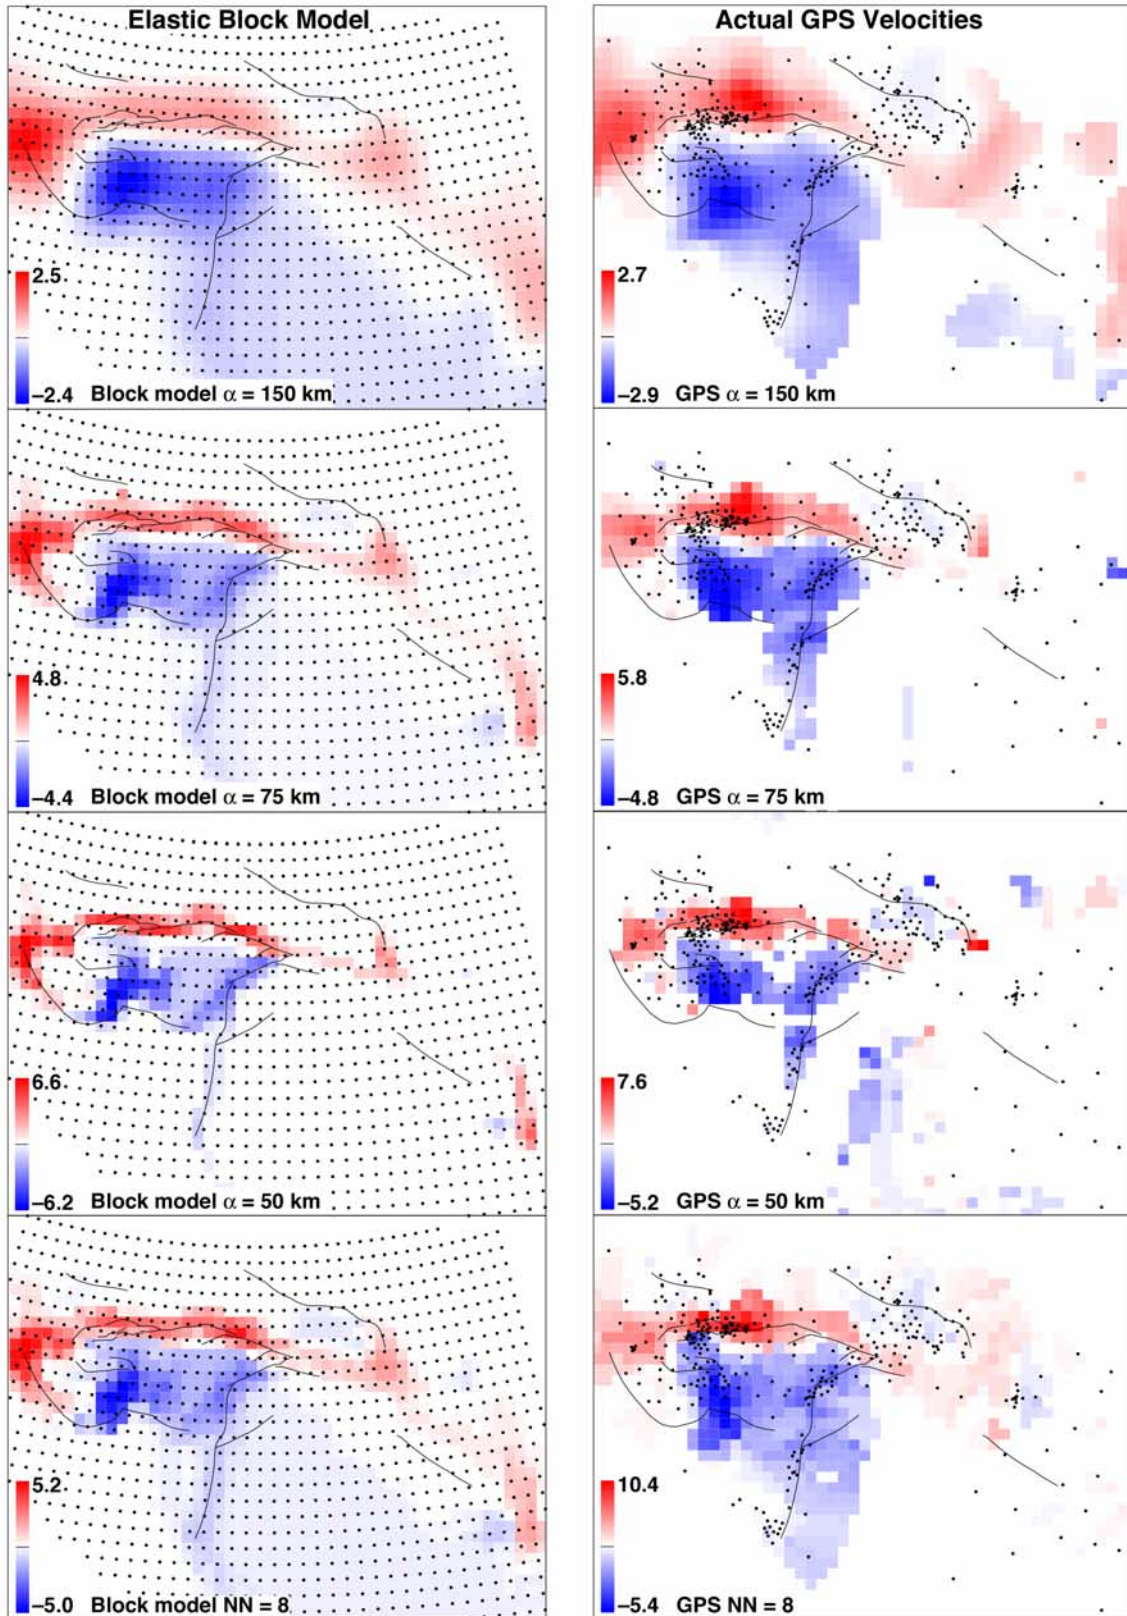 Elastic Block Model
Actual GPS Velocities
2.5
−2.4 Block model α = 150 km
2.7
−2.9 GPS α = 150 km
4.8
−4.4 Block model α = 75 km
5.8
−4.8 GPS α = 75 km
6.6
−6.2 Block model α = 50 km
7.6
−5.2 GPS α = 50 km
5.2
−5.0 Block model NN = 8
10.4
−5.4 GPS NN = 8